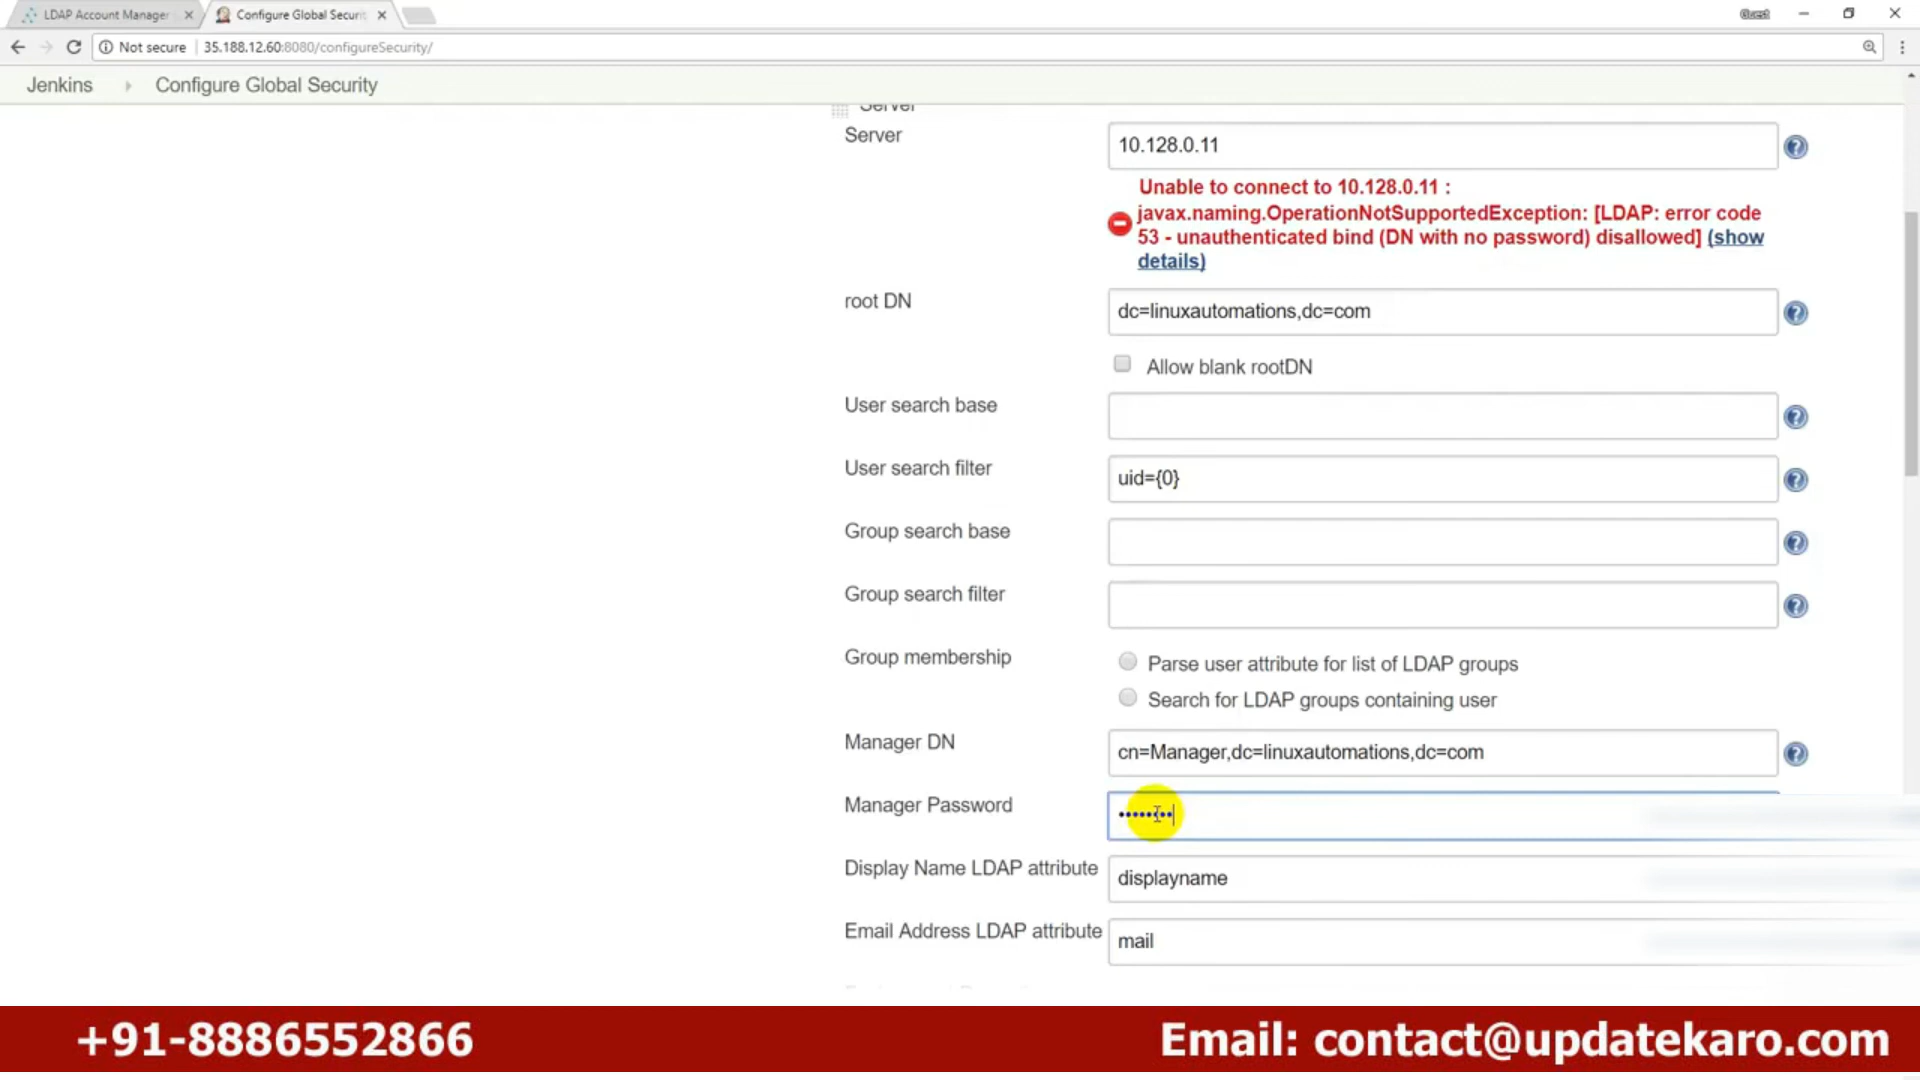 LDAP Account Manager
Configure Global Securit
Guest
Not secure
35.188.12.60:8080/configureSecurity/
Jenkins
Configure Global Security
Server
Server
10.128.0.11
Unable to connect to 10.128.0.11 :
javax.naming.OperationNotSupportedException: [LDAP: error code
53 - unauthenticated bind (DN with no password) disallowed] (show
details)
root DN
dc=linuxautomations,dc=com
Allow blank rootDN
User search base
User search filter
uid={0}
Group search base
Group search filter
Group membership
Parse user attribute for list of LDAP groups
Search for LDAP groups containing user
Manager DN
cn=Manager,dc=linuxautomations,dc=com
Manager Password
••••••••
Display Name LDAP attribute
displayname
Email Address LDAP attribute
mail
+91-8886552866
Email: contact@updatekaro.com